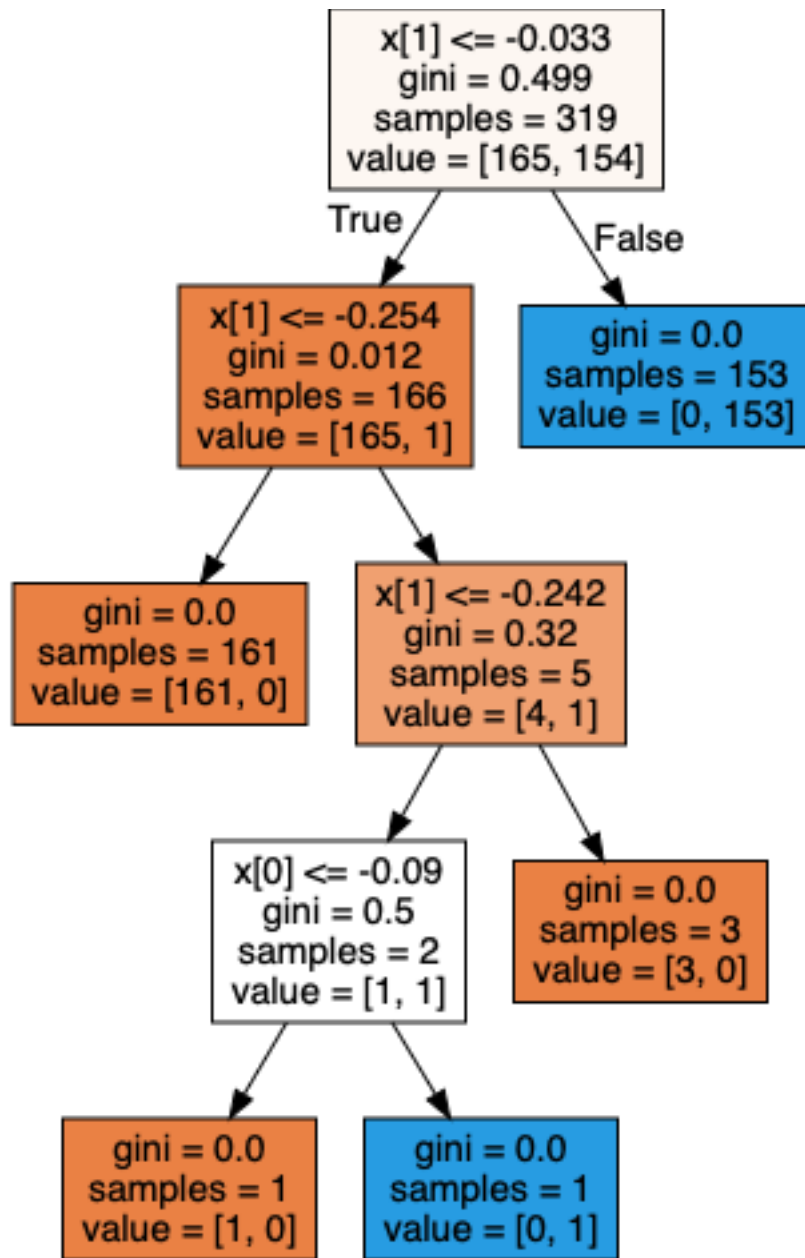 x[1] <= -0.033
gini = 0.499
samples = 319
value = [165, 154]
True
False
x[1] <= -0.254
gini = 0.012
samples = 166
value = [165, 1]
gini = 0.0
samples = 153
value = [0, 153]
gini = 0.0
samples = 161
value = [161, 0]
x[1] <= -0.242
gini = 0.32
samples = 5
value = [4, 1]
x[0] <= -0.09
gini = 0.5
samples = 2
value = [1, 1]
gini = 0.0
samples = 3
value = [3, 0]
gini = 0.0
samples = 1
value = [1, 0]
gini = 0.0
samples = 1
value = [0, 1]